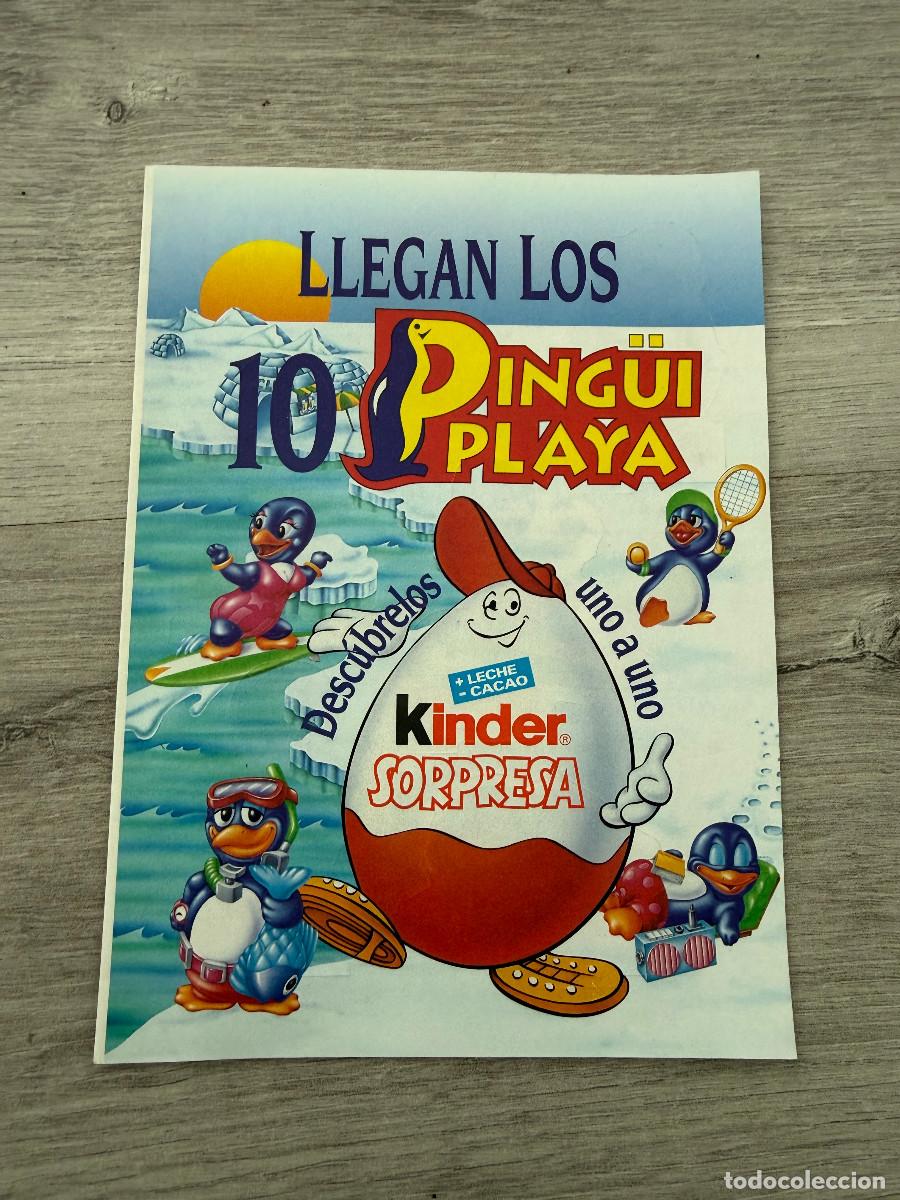 LLEGAN LOS
10 PINGÜI
PLAYA
Descúbrelos uno a uno
+ LECHE
- CACAO
Kinder®
SORPRESA
todocoleccion